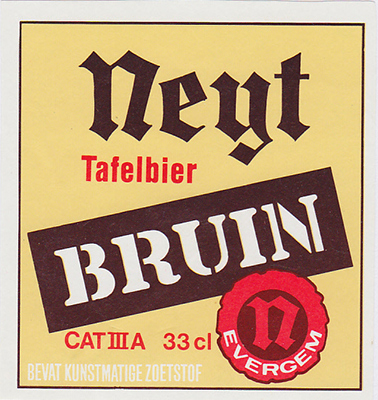 Neyt
Tafelbier
BRUIN
CAT III A 33 cl
n
EVERGEM
BEVAT KUNSTMATIGE ZOETSTOF